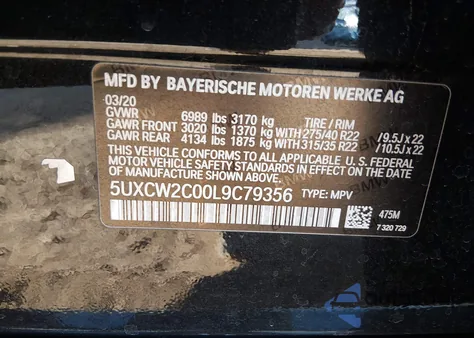 MFD BY BAYERISCHE MOTOREN WERKE AG
03/20
GVWR 6989 lbs 3170 kg TIRE / RIM
GAWR FRONT 3020 lbs 1370 kg WITH 275/40 R22 / 9.5J x 22
GAWR REAR 4134 lbs 1875 kg WITH 315/35 R22 / 10.5J x 22
THIS VEHICLE CONFORMS TO ALL APPLICABLE U.S. FEDERAL
MOTOR VEHICLE SAFETY STANDARDS IN EFFECT ON THE DATE
OF MANUFACTURE SHOWN ABOVE.
5UXCW2C00L9C79356 TYPE: MPV
475M
7 320 729